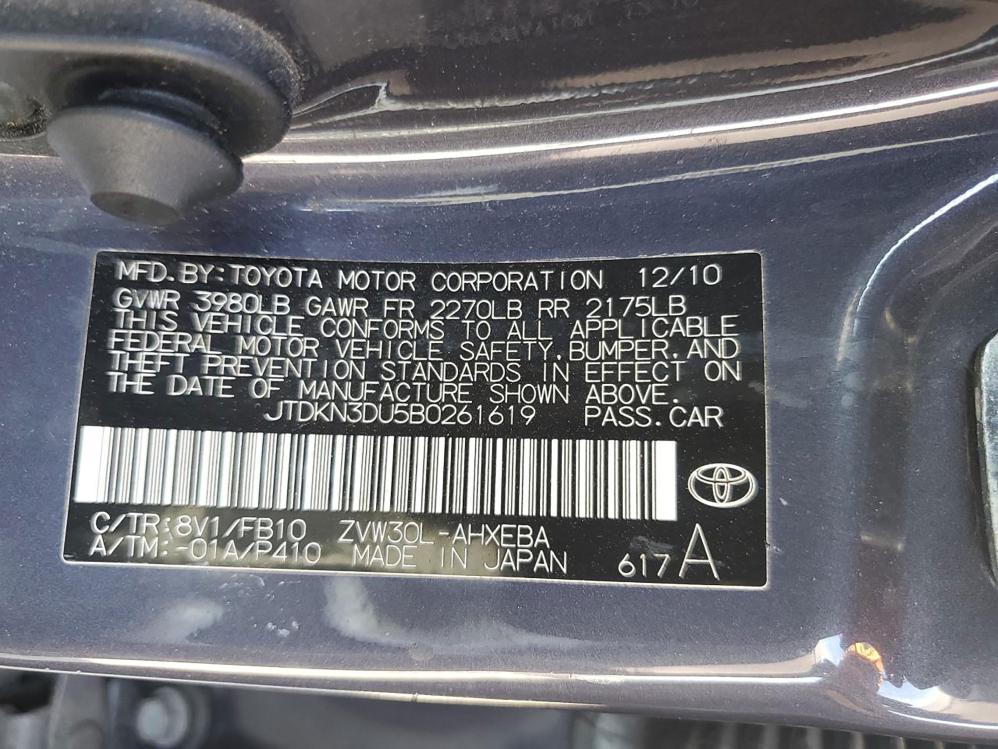 MFD.BY:TOYOTA MOTOR CORPORATION 12/10
GVWR 3980LB GAWR FR 2270LB RR 2175LB
THIS VEHICLE CONFORMS TO ALL APPLICABLE
FEDERAL MOTOR VEHICLE SAFETY,BUMPER,AND
THEFT PREVENTION STANDARDS IN EFFECT ON
THE DATE OF MANUFACTURE SHOWN ABOVE.
JTDKN3DU5B0261619 PASS.CAR
C/TR:8V1/FB10 ZVW30L-AHXEBA
A/TM:-01A/P410 MADE IN JAPAN 617 A